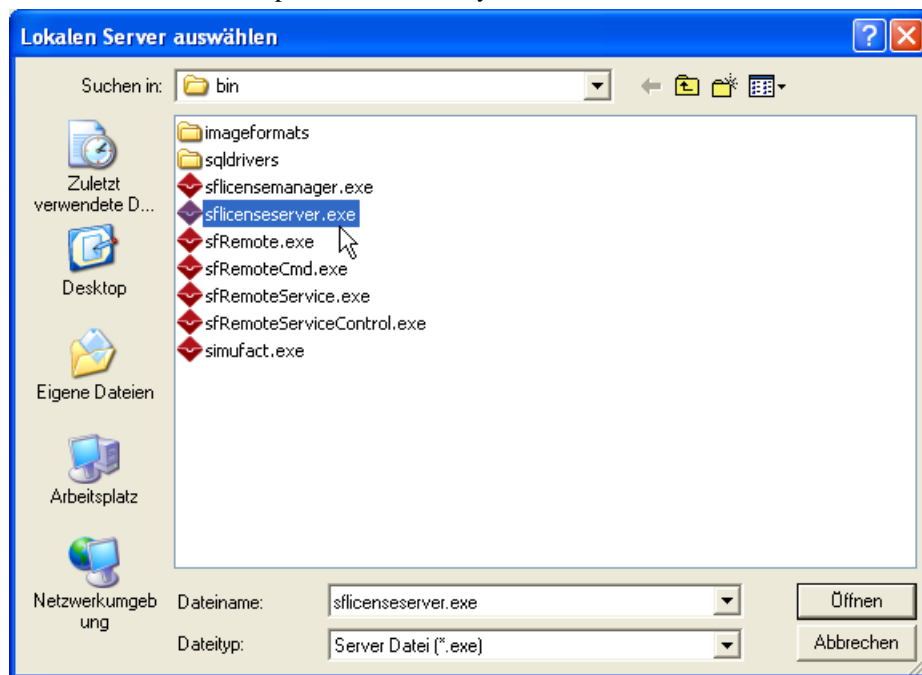 Lokalen Server auswählen
Suchen in: bin
imageformats
sqldrivers
sflicensemanager.exe
sflicenseserver.exe
sfRemote.exe
sfRemoteCmd.exe
sfRemoteService.exe
sfRemoteServiceControl.exe
simufact.exe
Zuletzt
verwendete D...
Desktop
Eigene Dateien
Arbeitsplatz
Netzwerkumgeb
ung
Dateiname: sflicenseserver.exe Öffnen
Dateityp: Server Datei (*.exe) Abbrechen